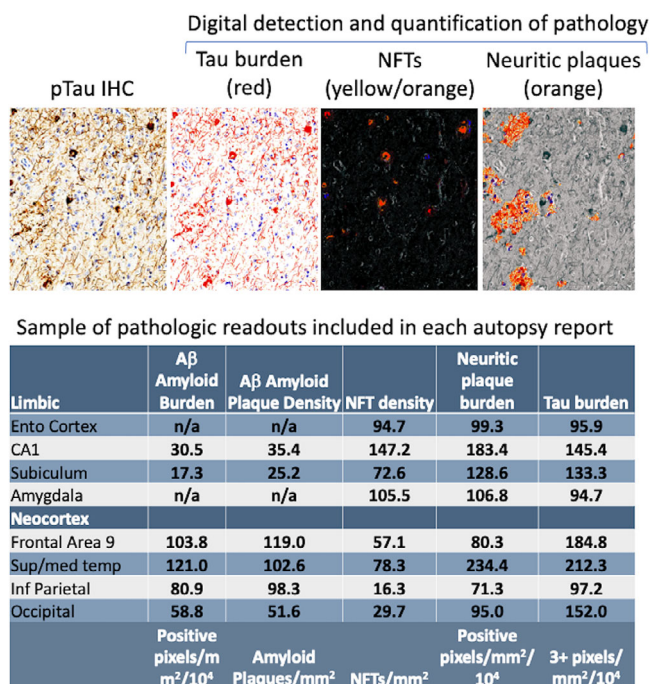 Digital detection and quantification of pathology
pTau IHC
Tau burden
(red)
NFTs
(yellow/orange)
Neuritic plaques
(orange)
Sample of pathologic readouts included in each autopsy report
Limbic Aβ Amyloid Burden Aβ Amyloid Plaque Density NFT density Neuritic plaque burden Tau burden
Ento Cortex n/a n/a 94.7 99.3 95.9
CA1 30.5 35.4 147.2 183.4 145.4
Subiculum 17.3 25.2 72.6 128.6 133.3
Amygdala n/a n/a 105.5 106.8 94.7
Neocortex
Frontal Area 9 103.8 119.0 57.1 80.3 184.8
Sup/med temp 121.0 102.6 78.3 234.4 212.3
Inf Parietal 80.9 98.3 16.3 71.3 97.2
Occipital 58.8 51.6 29.7 95.0 152.0
Positive pixels/m m²/10⁴ Amyloid Plaques/mm² NFTs/mm² Positive pixels/mm²/ 10⁴ 3+ pixels/ mm²/10⁴